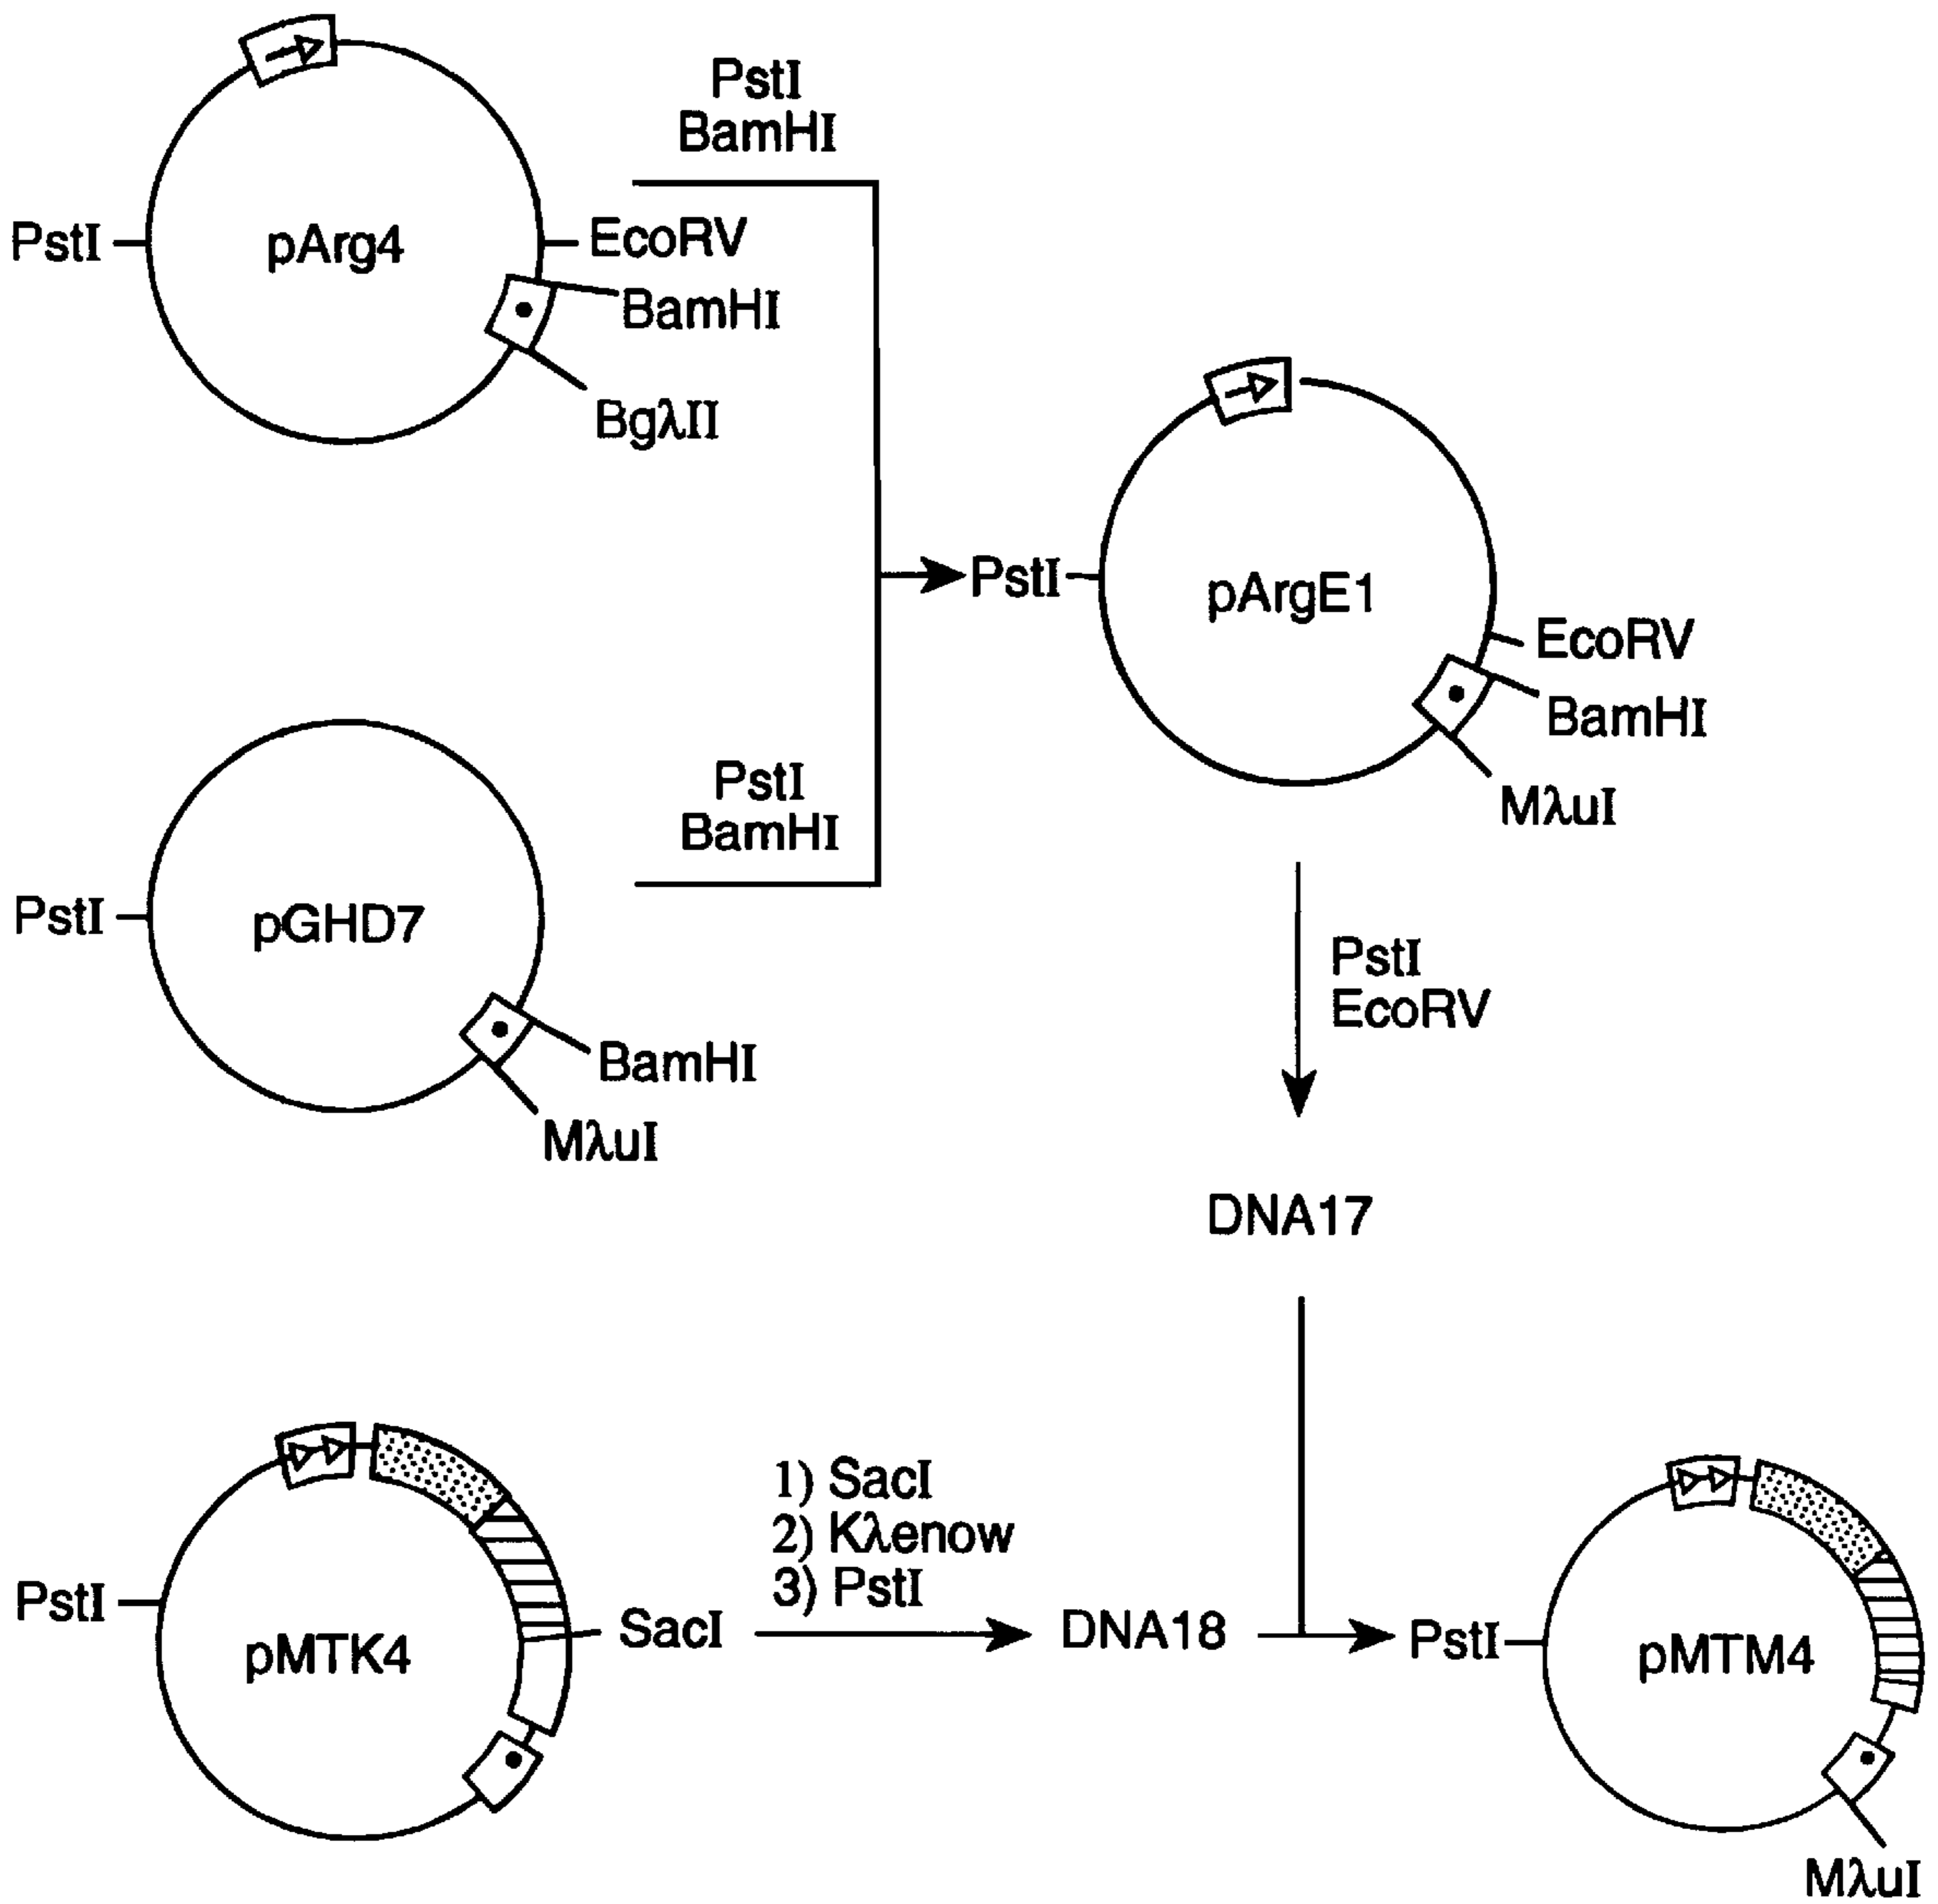 PstI
BamHI
PstI
pArg4
EcoRV
BamHI
BgλII
PstI
pArgE1
EcoRV
BamHI
MλuI
PstI
BamHI
PstI
pGHD7
BamHI
MλuI
PstI
EcoRV
DNA17
PstI
pMTK4
SacI
1) SacI
2) Kλenow
3) PstI
DNA18
PstI
pMTM4
MλuI